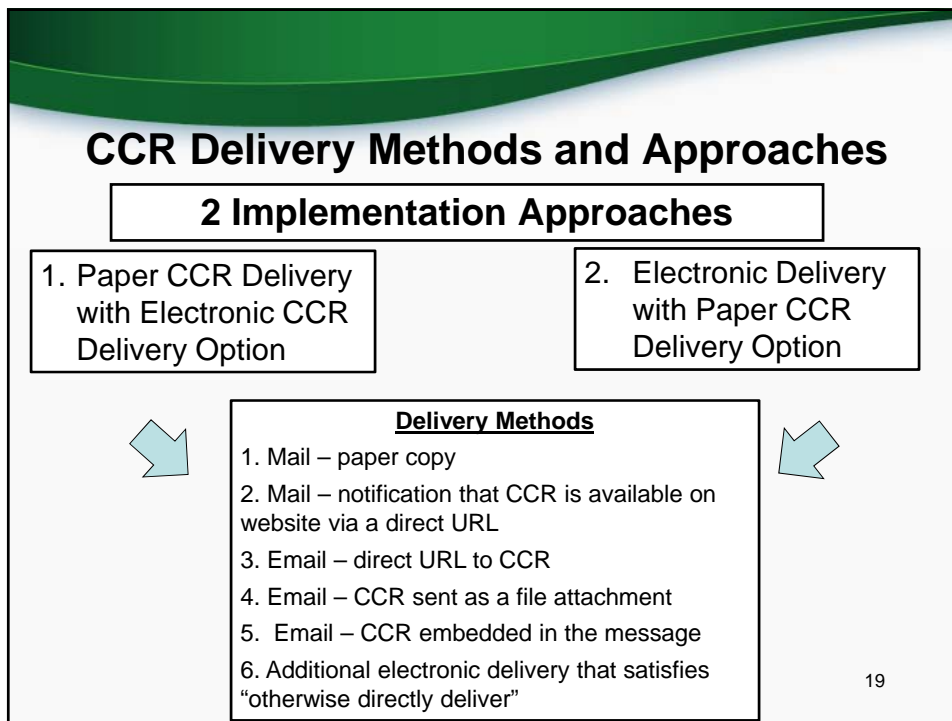 CCR Delivery Methods and Approaches
2 Implementation Approaches
1. Paper CCR Delivery
with Electronic CCR
Delivery Option
2. Electronic Delivery
with Paper CCR
Delivery Option
Delivery Methods
1. Mail – paper copy
2. Mail – notification that CCR is available on
website via a direct URL
3. Email – direct URL to CCR
4. Email – CCR sent as a file attachment
5. Email – CCR embedded in the message
6. Additional electronic delivery that satisfies
“otherwise directly deliver”
19